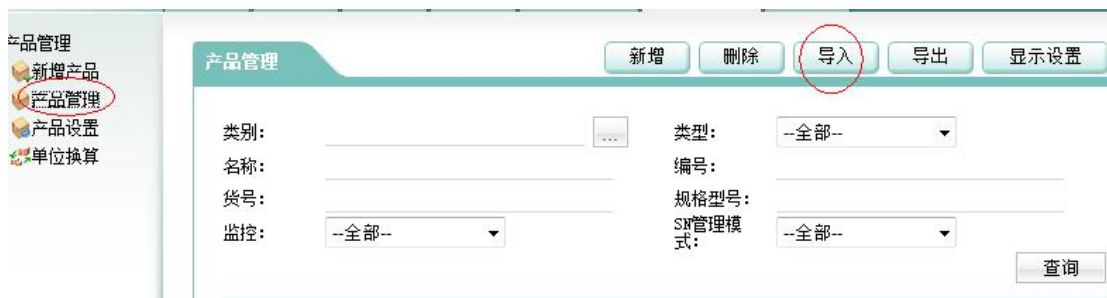 产品管理
新增产品
产品管理
产品设置
单位换算
产品管理
新增 删除 导入 导出 显示设置
类别: ... 类型: --全部--
名称: 编号:
货号: 规格型号:
监控: --全部-- SN管理模式: --全部--
查询